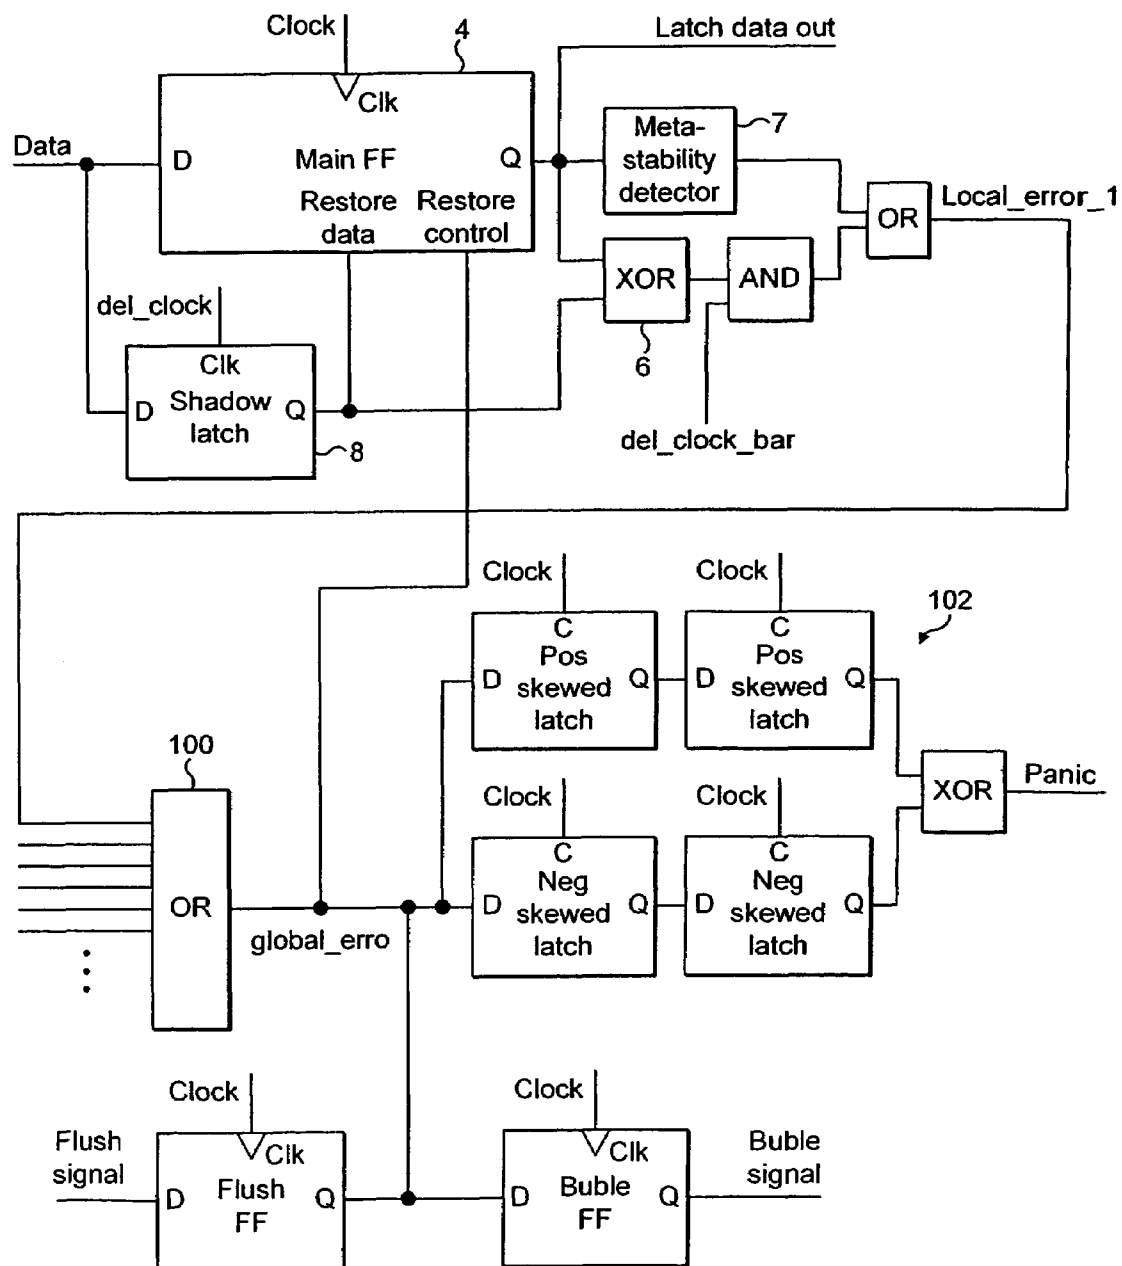 Clock
4
Latch data out
Clk
Data
D
Main FF
Q
Restore
data
Restore
control
Meta-
stability
detector
7
OR
Local_error_1
XOR
6
AND
del_clock
Clk
D
Shadow
latch
Q
8
del_clock_bar
Clock
C
D
Pos
skewed
latch
Q
Clock
C
D
Pos
skewed
latch
Q
102
100
OR
global_erro
Clock
C
D
Neg
skewed
latch
Q
Clock
C
D
Neg
skewed
latch
Q
XOR
Panic
Flush
signal
Clock
Clk
D
Flush
FF
Q
Clock
Clk
D
Buble
FF
Q
Buble
signal